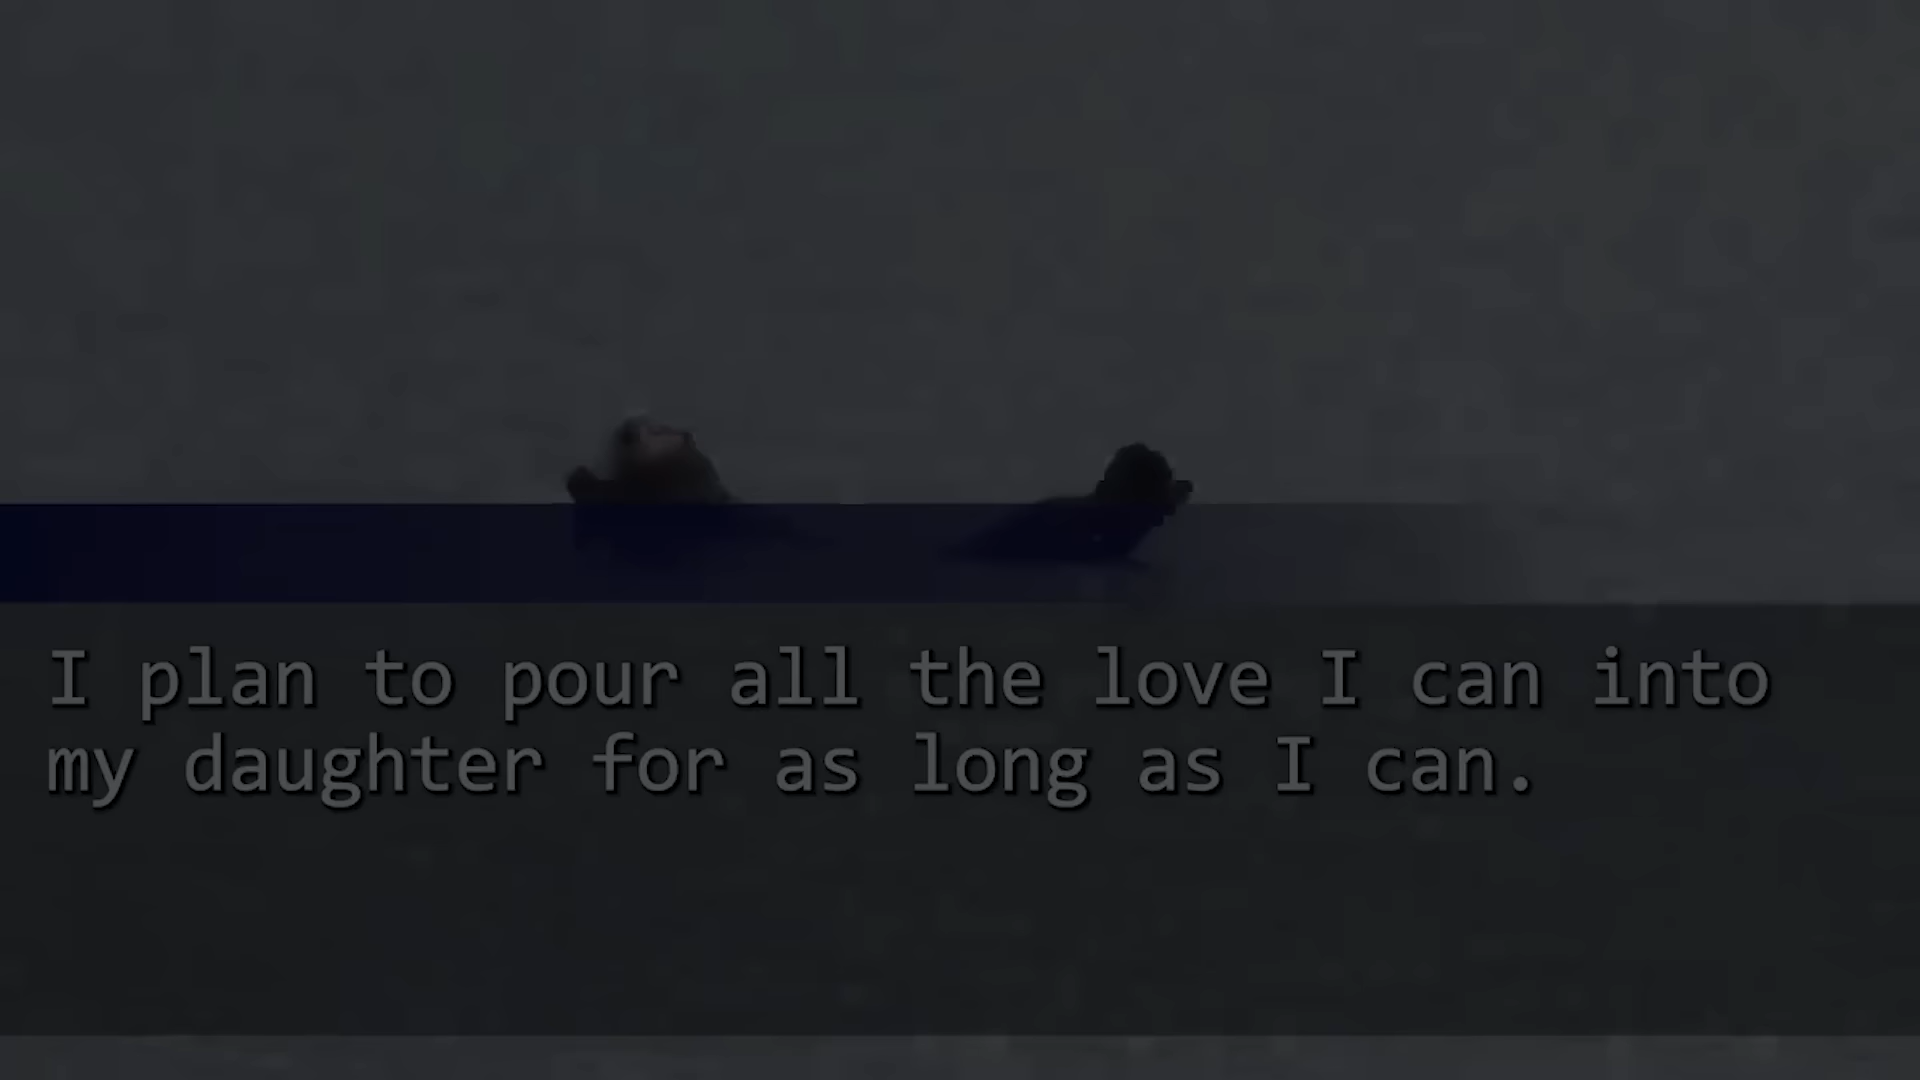 I plan to pour all the love I can into
my daughter for as long as I can.